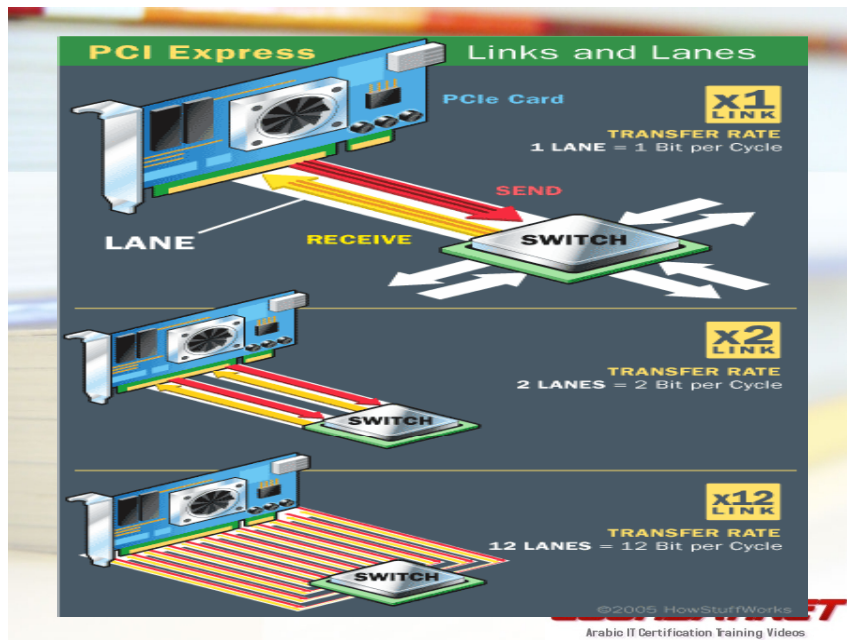 PCI Express Links and Lanes
PCIe Card
x1
LINK
TRANSFER RATE
1 LANE = 1 Bit per Cycle
SEND
LANE
RECEIVE
SWITCH
x2
LINK
TRANSFER RATE
2 LANES = 2 Bit per Cycle
SWITCH
x12
LINK
TRANSFER RATE
12 LANES = 12 Bit per Cycle
SWITCH
©2005 HowStuffWorks
Arabic IT Certification Training Videos